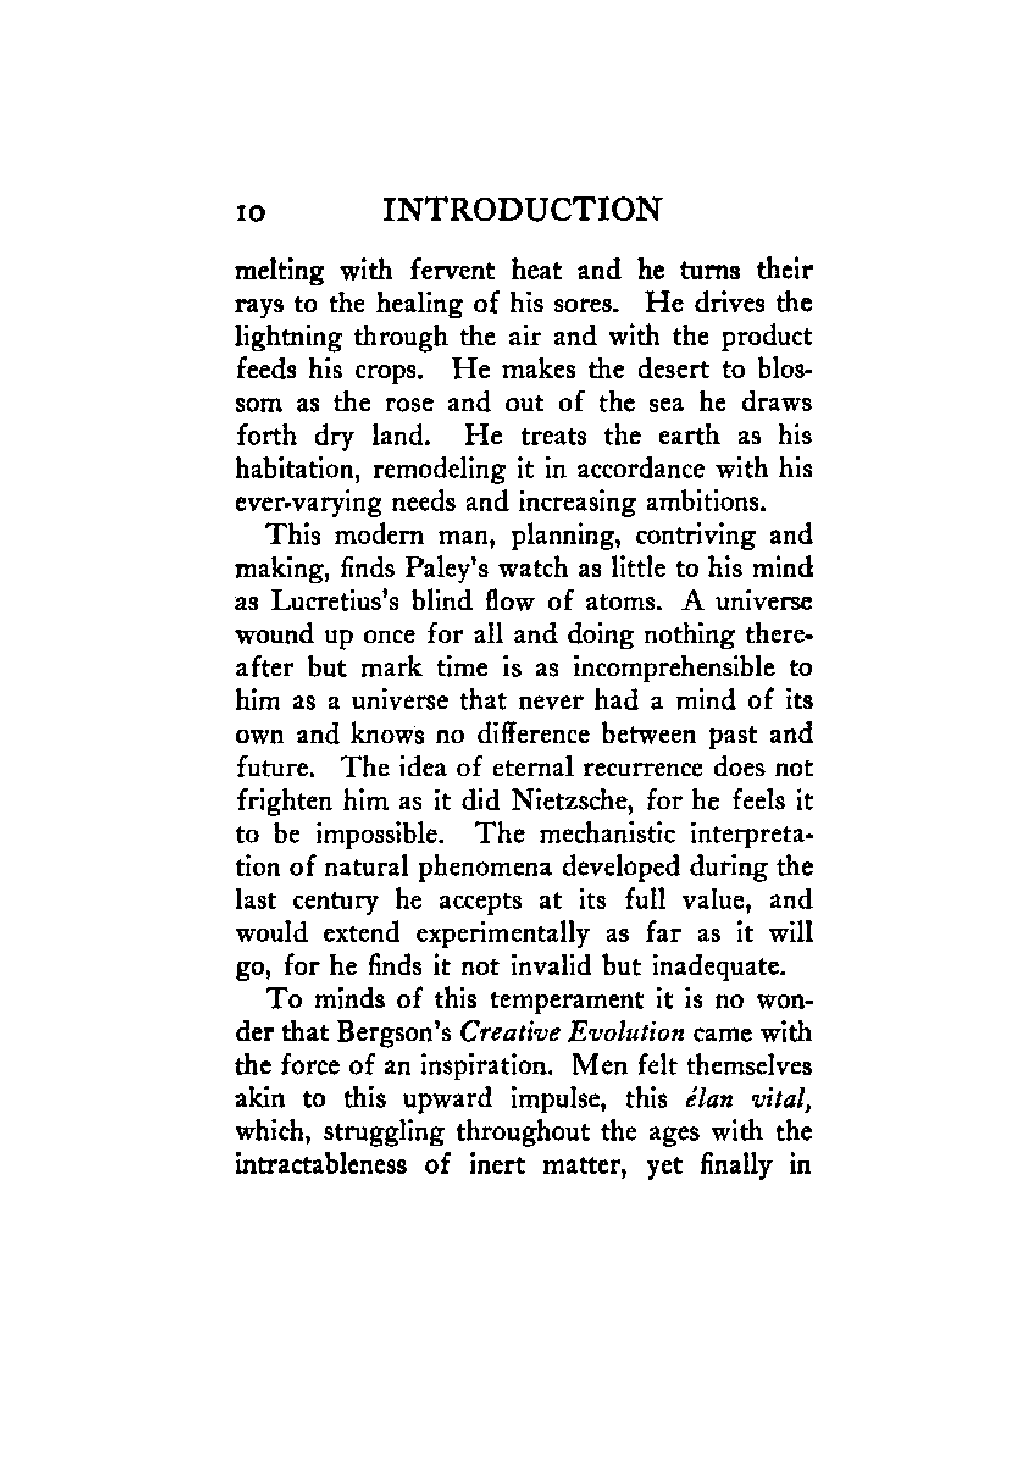 10 INTRODUCTION
melting with fervent heat and he turns their
rays to the healing of his sores. He drives the
lightning through the air and with the product
feeds his crops. He makes the desert to blos-
som as the rose and out of the sea he draws
forth dry land. He treats the earth as his
habitation, remodeling it in accordance with his
ever-varying needs and increasing ambitions.
This modern man, planning, contriving and
making, finds Paley's watch as little to his mind
as Lucretius's blind flow of atoms. A universe
wound up once for all and doing nothing there-
after but mark time is as incomprehensible to
him as a universe that never had a mind of its
own and knows no difference between past and
future. The idea of eternal recurrence does not
frighten him as it did Nietzsche, for he feels it
to be impossible. The mechanistic interpreta-
tion of natural phenomena developed during the
last century he accepts at its full value, and
would extend experimentally as far as it will
go, for he finds it not invalid but inadequate.
To minds of this temperament it is no won-
der that Bergson's Creative Evolution came with
the force of an inspiration. Men felt themselves
akin to this upward impulse, this élan vital,
which, struggling throughout the ages with the
intractableness of inert matter, yet finally in